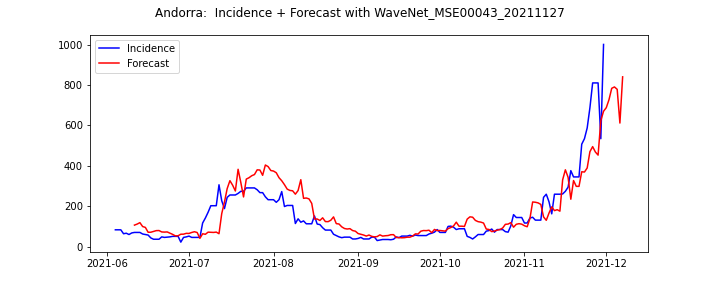 Andorra:  Incidence + Forecast with WaveNet_MSE00043_20211127
Incidence
Forecast
1000
800
600
400
200
0
2021-06 2021-07 2021-08 2021-09 2021-10 2021-11 2021-12